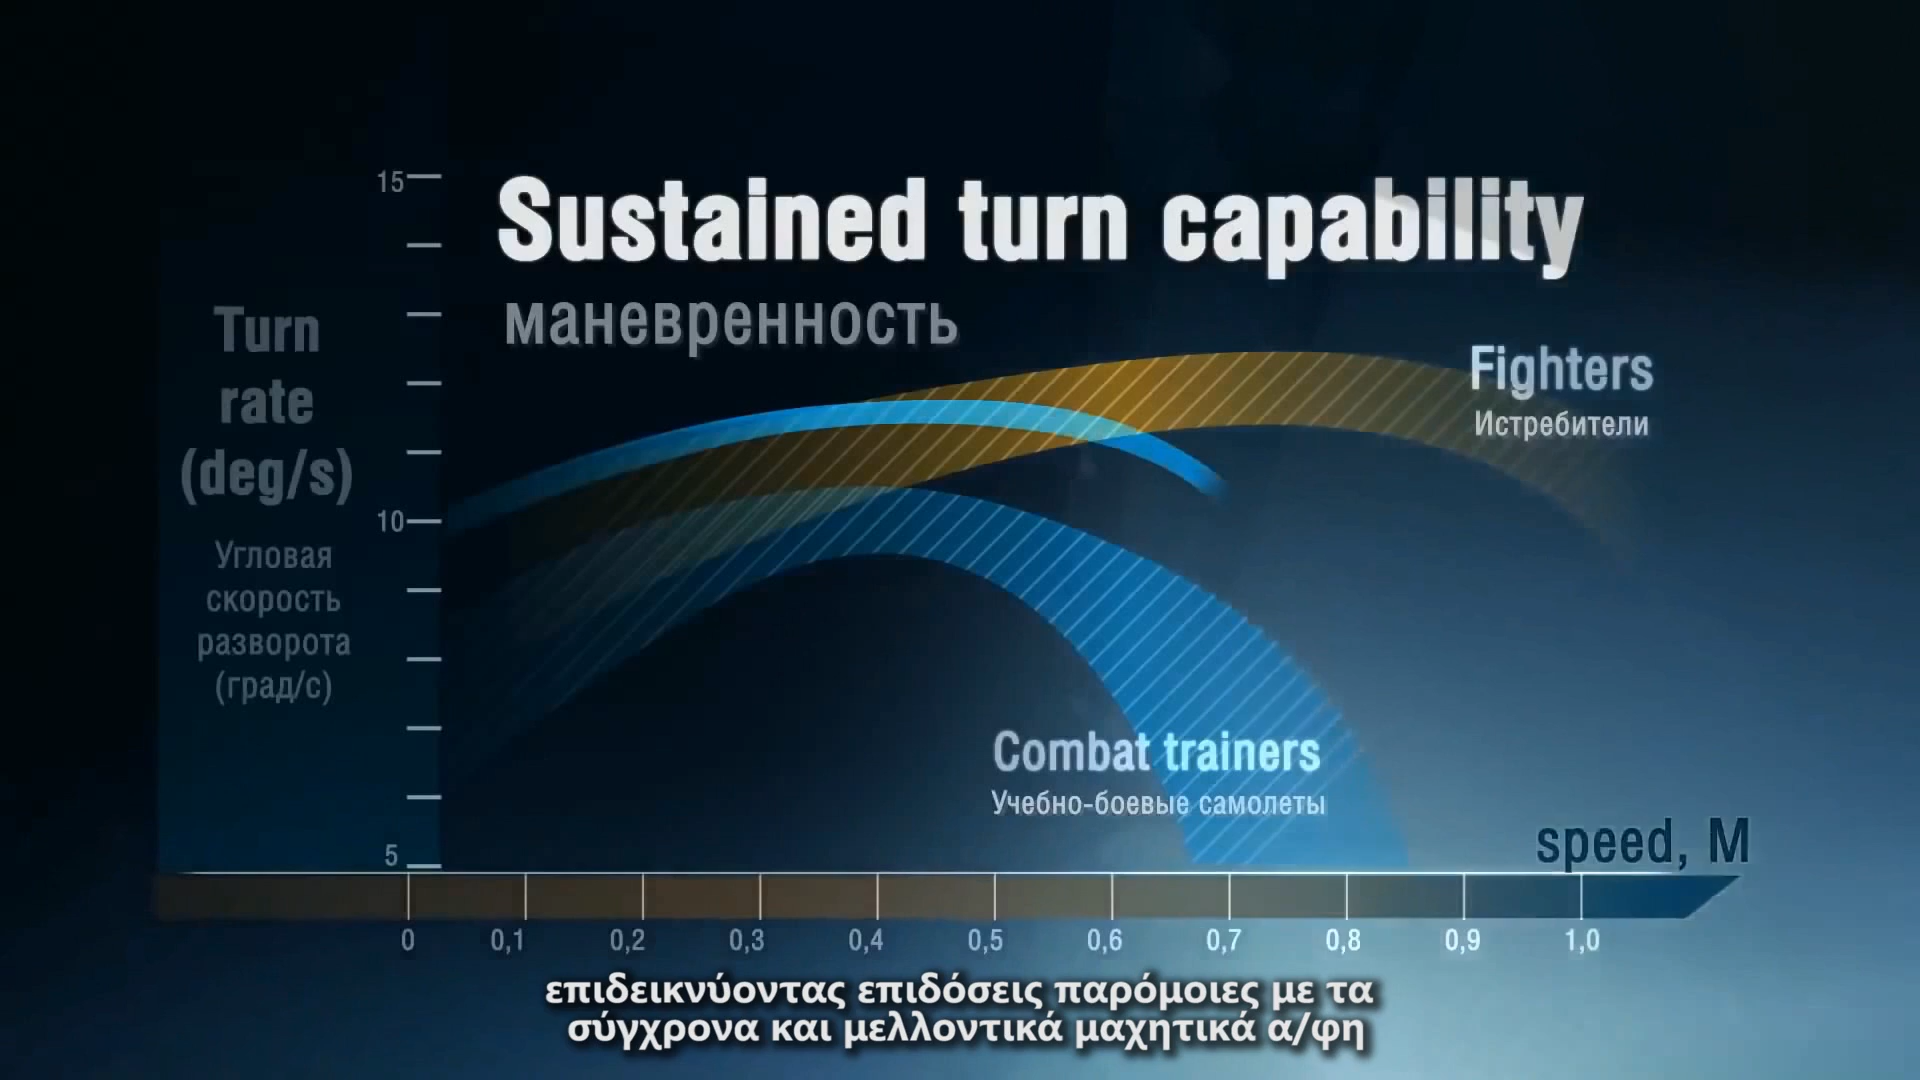 15
Sustained turn capability
маневренность
Turn
rate
(deg/s)
Угловая
скорость
разворота
(град/с)
Fighters
Истребители
10
Combat trainers
Учебно-боевые самолеты
5
speed, M
0 0,1 0,2 0,3 0,4 0,5 0,6 0,7 0,8 0,9 1,0
επιδεικνύοντας επιδόσεις παρόμοιες με τα
σύγχρονα και μελλοντικά μαχητικά α/φη